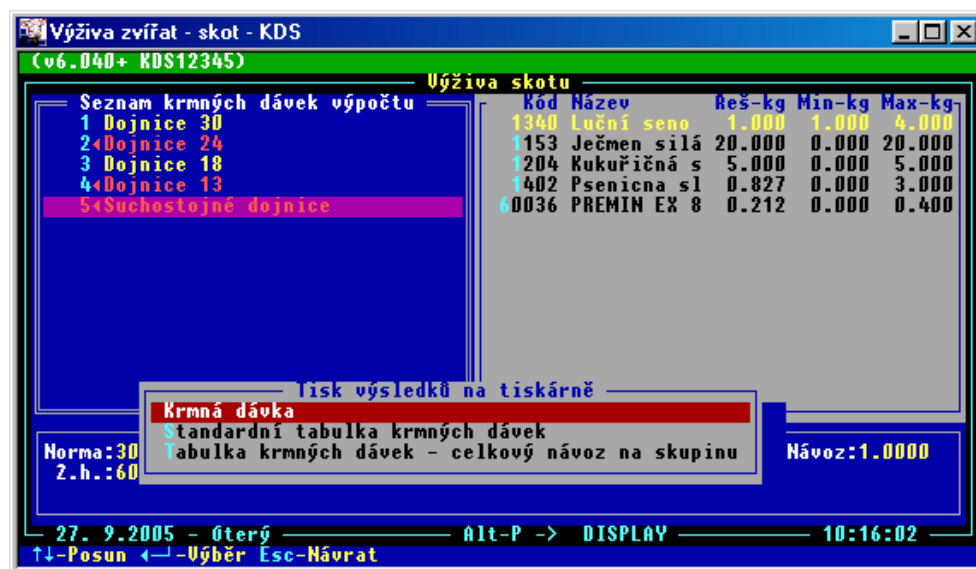 Výživa zvířat - skot - KDS
(v6.040+ KDS12345)
Výživa skotu
Seznam krmných dávek výpočtu
1 Dojnice 30
2◂Dojnice 24
3 Dojnice 18
4◂Dojnice 13
5◂Suchostojné dojnice
Kód Název Reš-kg Min-kg Max-kg
1340 Luční seno 1.000 1.000 4.000
1153 Ječmen silá 20.000 0.000 20.000
1204 Kukuřičná s 5.000 0.000 5.000
1402 Psenicna sl 0.827 0.000 3.000
60036 PREMIN EX 8 0.212 0.000 0.400
Tisk výsledků na tiskárně
Krmná dávka
Standardní tabulka krmných dávek
Tabulka krmných dávek - celkový návoz na skupinu
Norma:30
Ž.h.:60
Návoz:1.0000
27. 9.2005 - úterý
Alt-P -> DISPLAY
10:16:02
↑↓-Posun ◄─┘-Výběr Esc-Návrat